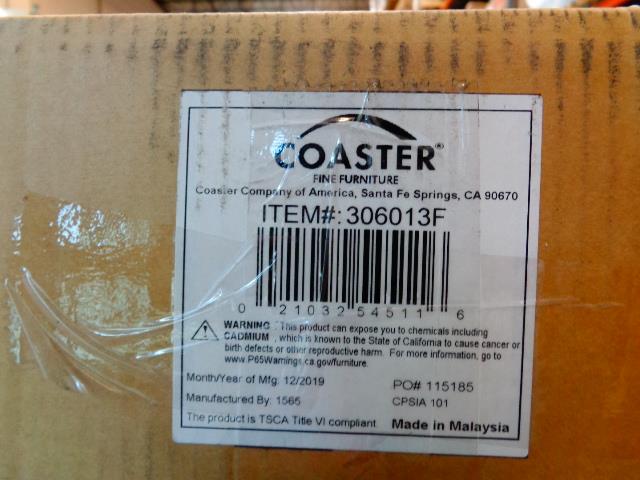 COASTER®
FINE FURNITURE
Coaster Company of America, Santa Fe Springs, CA 90670
ITEM#: 306013F
0 21032 54511 6
WARNING: This product can expose you to chemicals including
CADMIUM , which is known to the State of California to cause cancer or
birth defects or other reproductive harm. For more information, go to
www.P65Warnings.ca.gov/furniture.
Month/Year of Mfg: 12/2019
PO# 115185
Manufactured By: 1565
CPSIA 101
The product is TSCA Title VI compliant
Made in Malaysia